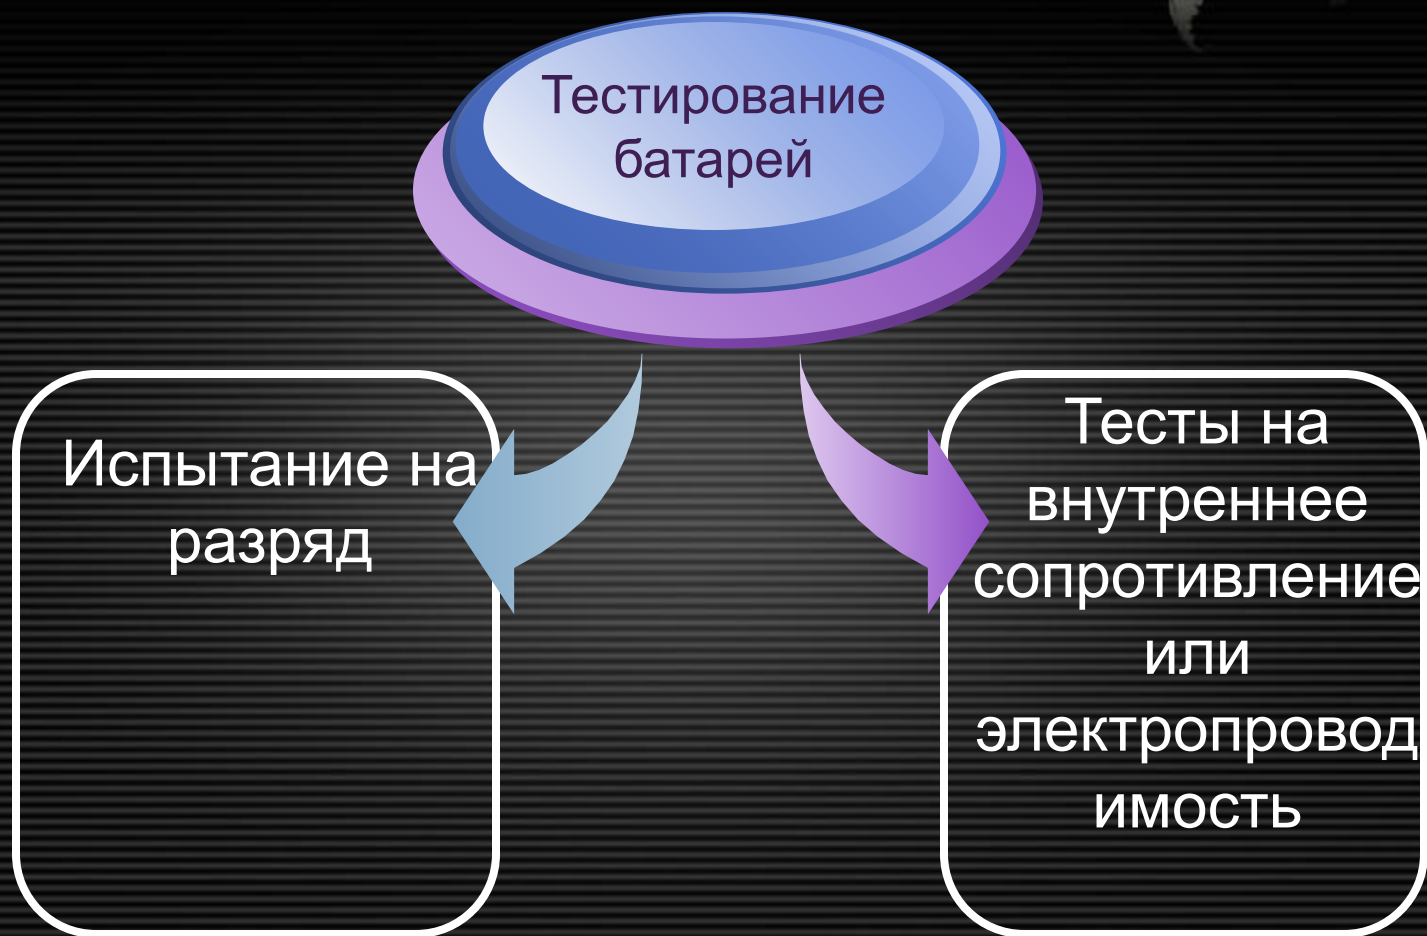 Тестирование
батарей
Испытание на
разряд
Тесты на
внутреннее
сопротивление
или
электропровод
имость